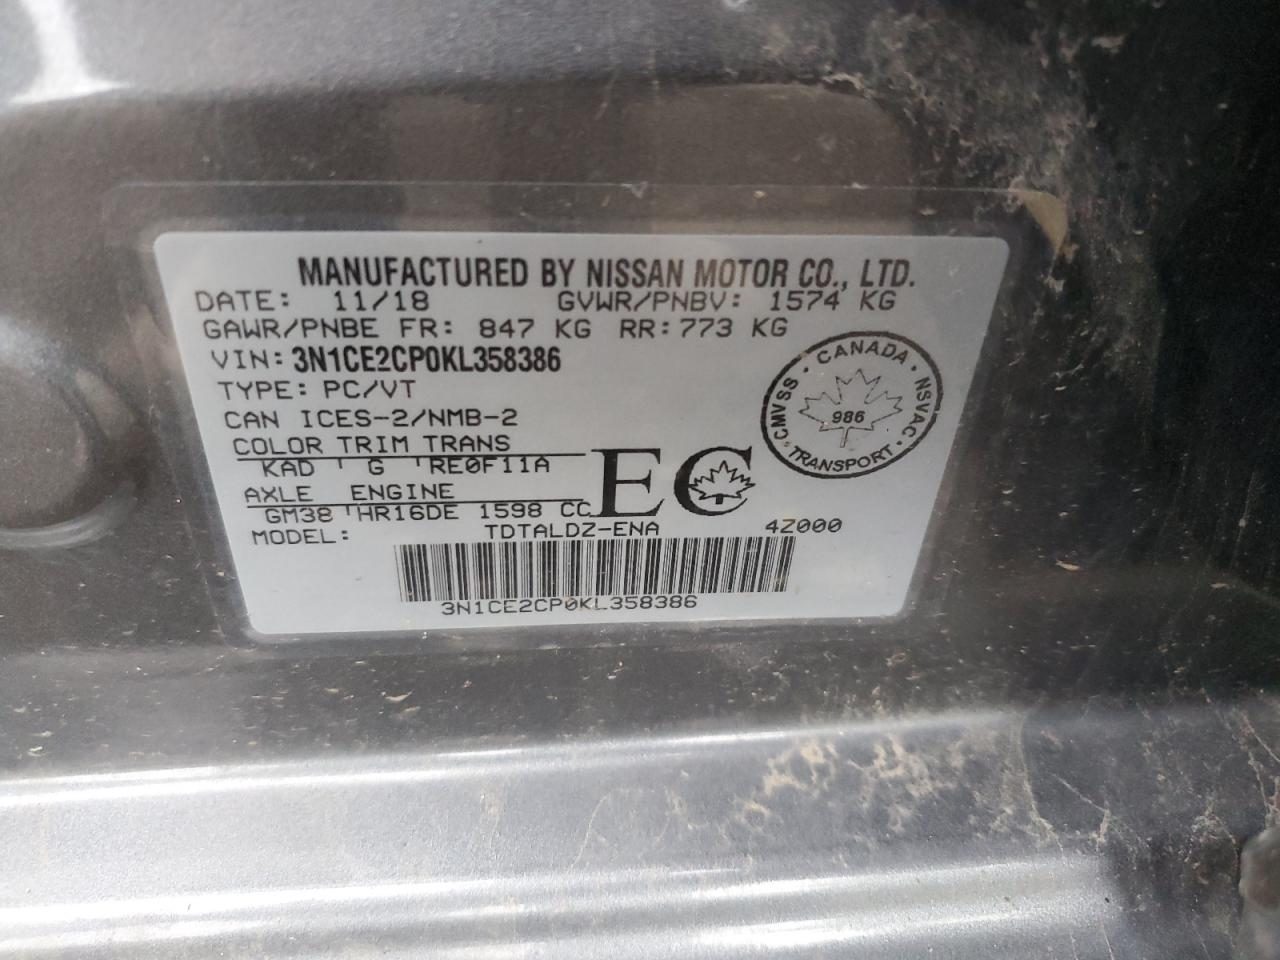 MANUFACTURED BY NISSAN MOTOR CO., LTD.
DATE: 11/18 GVWR/PNBV: 1574 KG
GAWR/PNBE FR: 847 KG RR: 773 KG
VIN: 3N1CE2CP0KL358386
TYPE: PC/VT
CAN ICES-2/NMB-2
COLOR TRIM TRANS
KAD ' G 'RE0F11A
AXLE ENGINE
GM38 'HR16DE 1598 CC
EC
MODEL: TDTALDZ-ENA 4Z000
3N1CE2CP0KL358386
CANADA
CMVSS · NSVAC
986
TRANSPORT